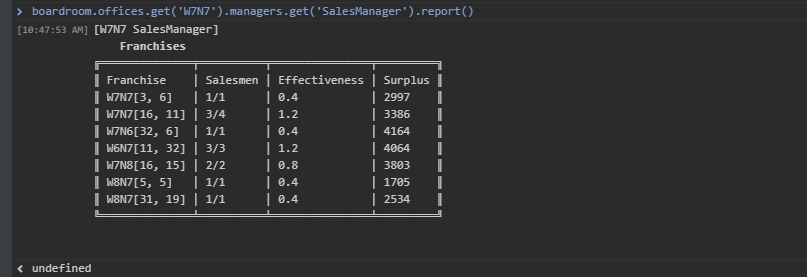 > boardroom.offices.get('W7N7').managers.get('SalesManager').report()
[10:47:53 AM] [W7N7 SalesManager]
Franchises
Franchise | Salesmen | Effectiveness | Surplus
W7N7[3, 6] | 1/1 | 0.4 | 2997
W7N7[16, 11] | 3/4 | 1.2 | 3386
W7N6[32, 6] | 1/1 | 0.4 | 4164
W6N7[11, 32] | 3/3 | 1.2 | 4064
W7N8[16, 15] | 2/2 | 0.8 | 3803
W8N7[5, 5] | 1/1 | 0.4 | 1705
W8N7[31, 19] | 1/1 | 0.4 | 2534
< undefined